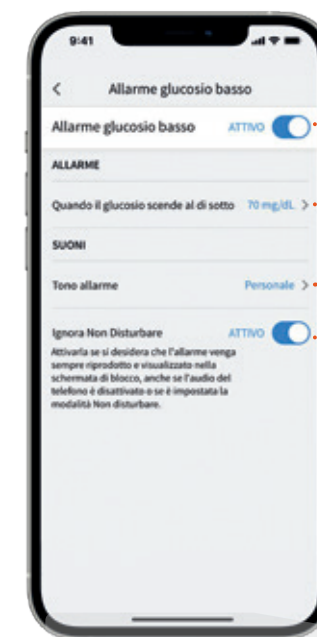 9:41
Allarme glucosio basso
Allarme glucosio basso ATTIVO
ALLARME
Quando il glucosio scende al di sotto 70 mg/dL
SUONI
Tono allarme Personale
Ignora Non Disturbare ATTIVO
Attivarla se si desidera che l'allarme venga
sempre riprodotto e visualizzato nella
schermata di blocco, anche se l'audio del
telefono è disattivato o se è impostata la
modalità Non disturbare.